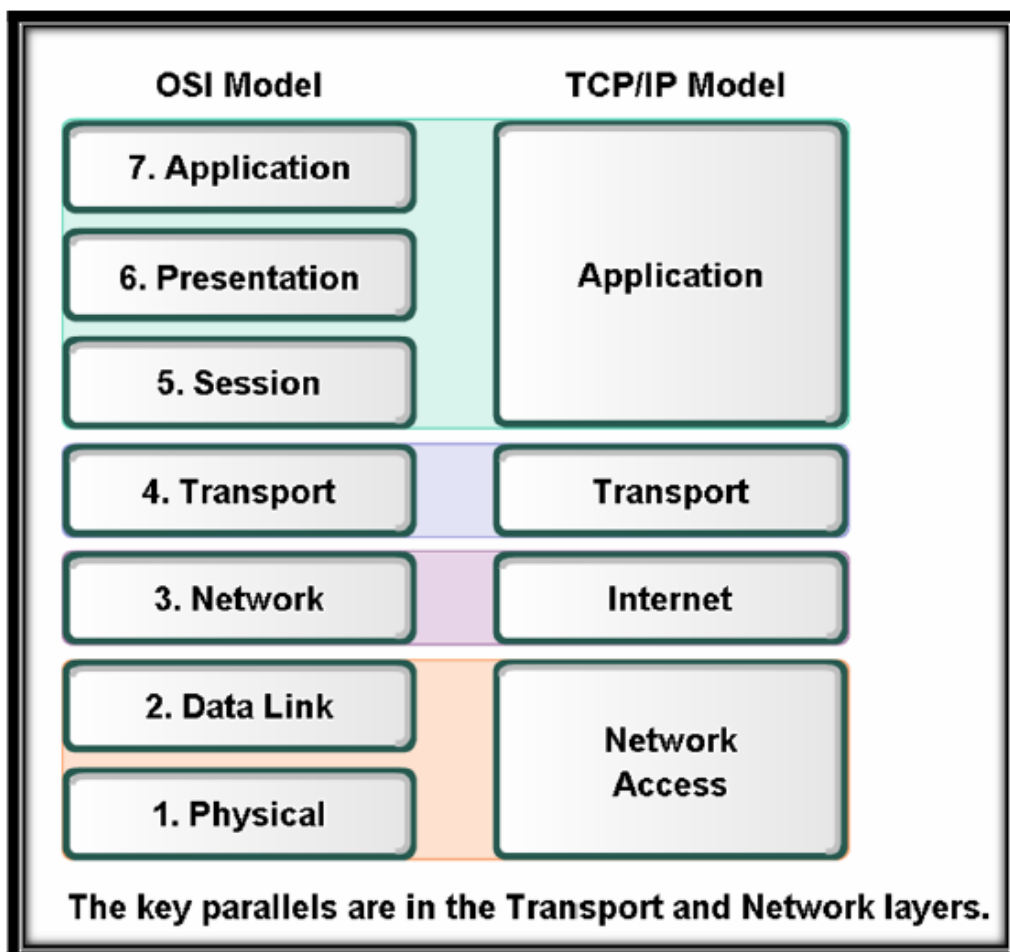 OSI Model
TCP/IP Model
7. Application
6. Presentation
5. Session
Application
4. Transport
Transport
3. Network
Internet
2. Data Link
1. Physical
Network
Access
The key parallels are in the Transport and Network layers.